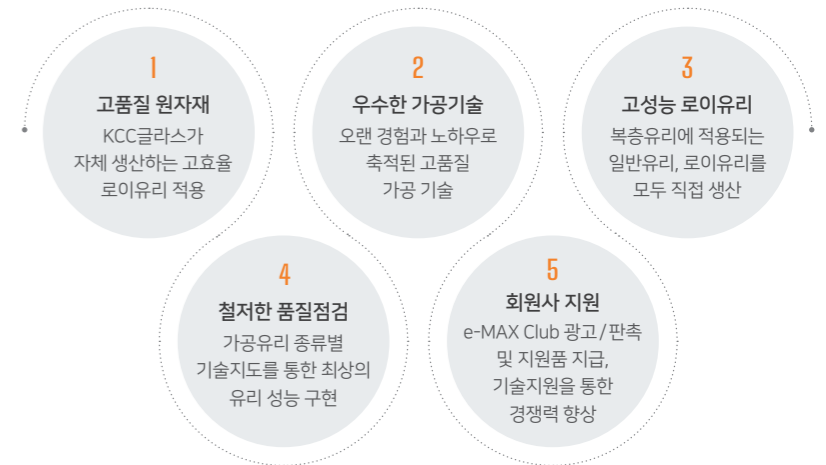 1
고품질 원자재
KCC글라스가
자체 생산하는 고효율
로이유리 적용
2
우수한 가공기술
오랜 경험과 노하우로
축적된 고품질
가공 기술
3
고성능 로이유리
복층유리에 적용되는
일반유리, 로이유리를
모두 직접 생산
4
철저한 품질점검
가공유리 종류별
기술지도를 통한 최상의
유리 성능 구현
5
회원사 지원
e-MAX Club 광고/판촉
및 지원품 지급,
기술지원을 통한
경쟁력 향상